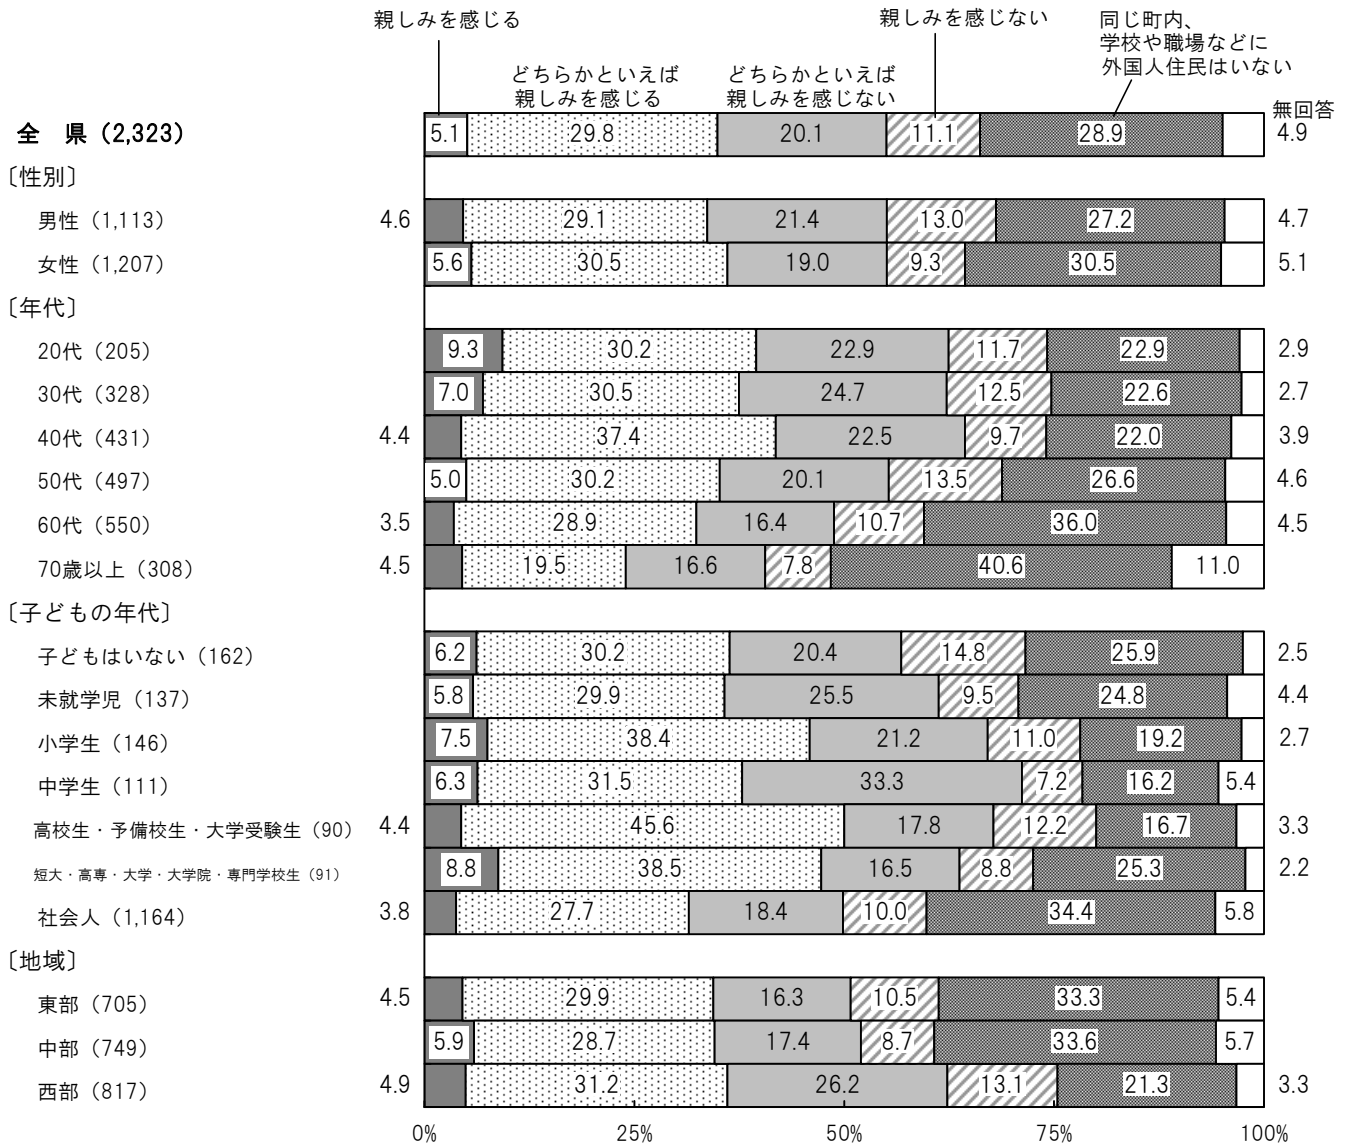 親しみを感じる
親しみを感じない
同じ町内、
学校や職場などに
外国人住民はいない
どちらかといえば
親しみを感じる
どちらかといえば
親しみを感じない
無回答
全　県（2,323） 5.1 29.8 20.1 11.1 28.9 4.9
〔性別〕
男性（1,113） 4.6 29.1 21.4 13.0 27.2 4.7
女性（1,207） 5.6 30.5 19.0 9.3 30.5 5.1
〔年代〕
20代（205） 9.3 30.2 22.9 11.7 22.9 2.9
30代（328） 7.0 30.5 24.7 12.5 22.6 2.7
40代（431） 4.4 37.4 22.5 9.7 22.0 3.9
50代（497） 5.0 30.2 20.1 13.5 26.6 4.6
60代（550） 3.5 28.9 16.4 10.7 36.0 4.5
70歳以上（308） 4.5 19.5 16.6 7.8 40.6 11.0
〔子どもの年代〕
子どもはいない（162） 6.2 30.2 20.4 14.8 25.9 2.5
未就学児（137） 5.8 29.9 25.5 9.5 24.8 4.4
小学生（146） 7.5 38.4 21.2 11.0 19.2 2.7
中学生（111） 6.3 31.5 33.3 7.2 16.2 5.4
高校生・予備校生・大学受験生（90） 4.4 45.6 17.8 12.2 16.7 3.3
短大・高専・大学・大学院・専門学校生（91） 8.8 38.5 16.5 8.8 25.3 2.2
社会人（1,164） 3.8 27.7 18.4 10.0 34.4 5.8
〔地域〕
東部（705） 4.5 29.9 16.3 10.5 33.3 5.4
中部（749） 5.9 28.7 17.4 8.7 33.6 5.7
西部（817） 4.9 31.2 26.2 13.1 21.3 3.3
0% 25% 50% 75% 100%